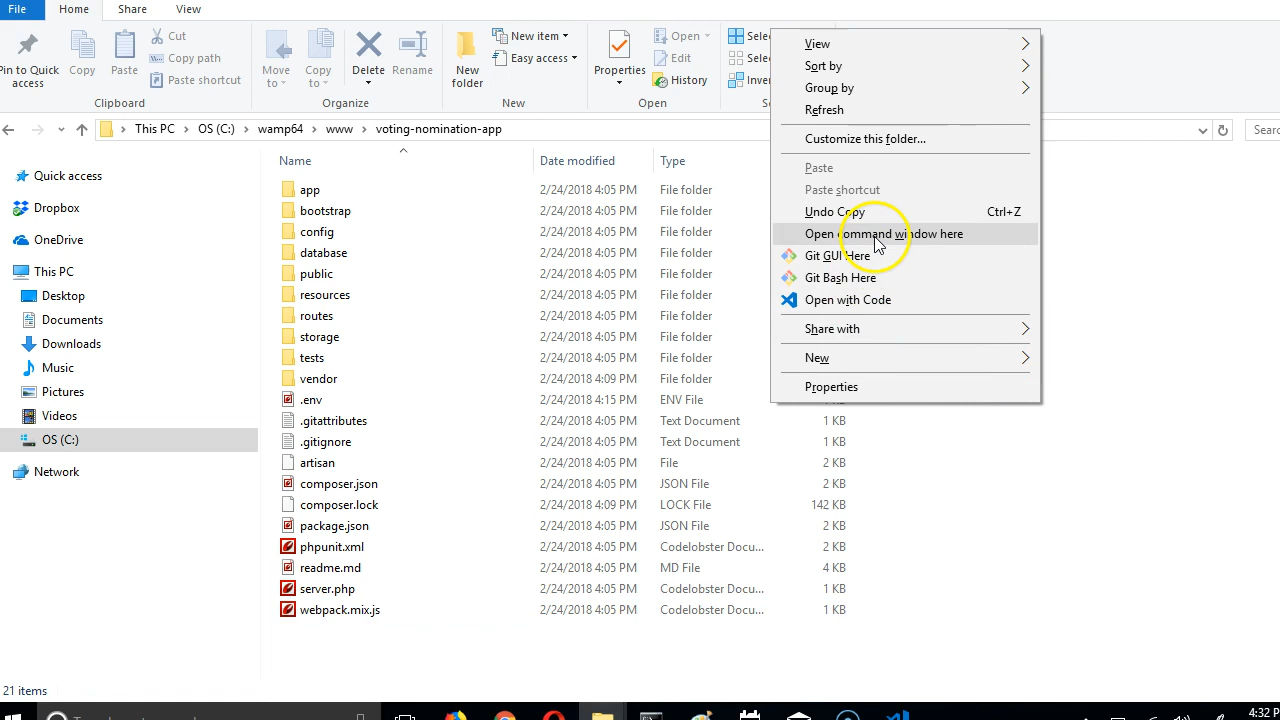 File Home Share View
Cut
Copy path
Paste shortcut
Pin to Quick access
Copy
Paste
Clipboard
Move to
Copy to
Delete
Rename
Organize
New folder
New item
Easy access
New
Properties
Open
Edit
History
Open
This PC OS (C:) wamp64 www voting-nomination-app
Quick access
Dropbox
OneDrive
This PC
Desktop
Documents
Downloads
Music
Pictures
Videos
OS (C:)
Network
Name Date modified Type
app 2/24/2018 4:05 PM File folder
bootstrap 2/24/2018 4:05 PM File folder
config 2/24/2018 4:05 PM File folder
database 2/24/2018 4:05 PM File folder
public 2/24/2018 4:05 PM File folder
resources 2/24/2018 4:05 PM File folder
routes 2/24/2018 4:05 PM File folder
storage 2/24/2018 4:05 PM File folder
tests 2/24/2018 4:05 PM File folder
vendor 2/24/2018 4:09 PM File folder
.env 2/24/2018 4:15 PM ENV File
.gitattributes 2/24/2018 4:05 PM Text Document 1 KB
.gitignore 2/24/2018 4:05 PM Text Document 1 KB
artisan 2/24/2018 4:05 PM File 2 KB
composer.json 2/24/2018 4:05 PM JSON File 2 KB
composer.lock 2/24/2018 4:09 PM LOCK File 142 KB
package.json 2/24/2018 4:05 PM JSON File 2 KB
phpunit.xml 2/24/2018 4:05 PM Codelobster Docu... 2 KB
readme.md 2/24/2018 4:05 PM MD File 4 KB
server.php 2/24/2018 4:05 PM Codelobster Docu... 1 KB
webpack.mix.js 2/24/2018 4:05 PM Codelobster Docu... 1 KB
View
Sort by
Group by
Refresh
Customize this folder...
Paste
Paste shortcut
Undo Copy Ctrl+Z
Open command window here
Git GUI Here
Git Bash Here
Open with Code
Share with
New
Properties
21 items